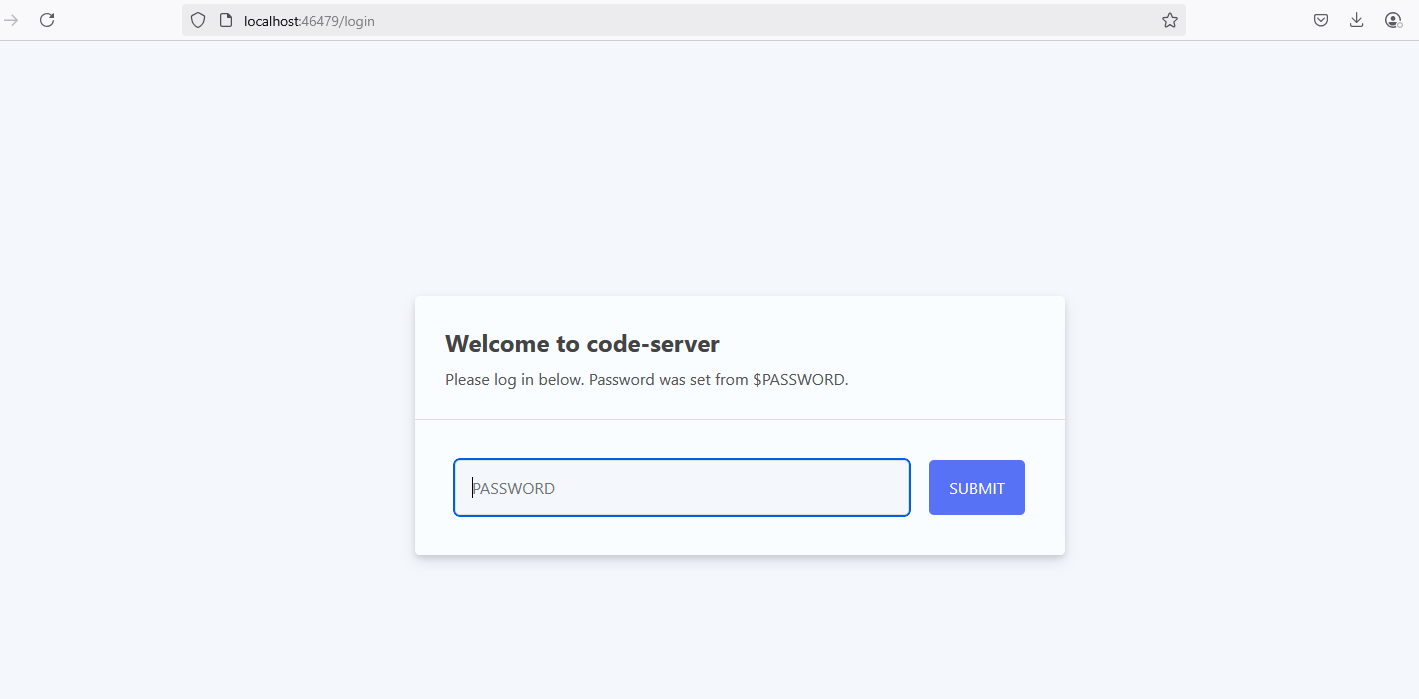 localhost:46479/login
Welcome to code-server
Please log in below. Password was set from $PASSWORD.
PASSWORD
SUBMIT